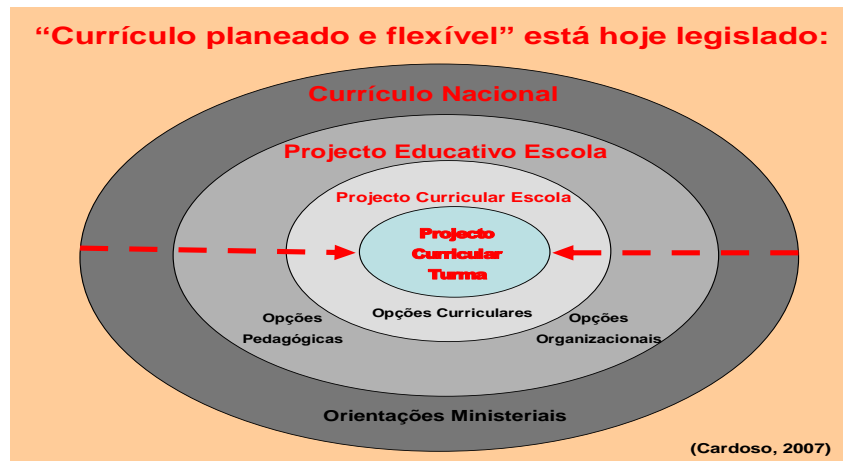 “Currículo planeado e flexível” está hoje legislado:
Currículo Nacional
Projecto Educativo Escola
Projecto Curricular Escola
Projecto
Curricular
Turma
Opções Curriculares
Opções
Pedagógicas
Opções
Organizacionais
Orientações Ministeriais
(Cardoso, 2007)